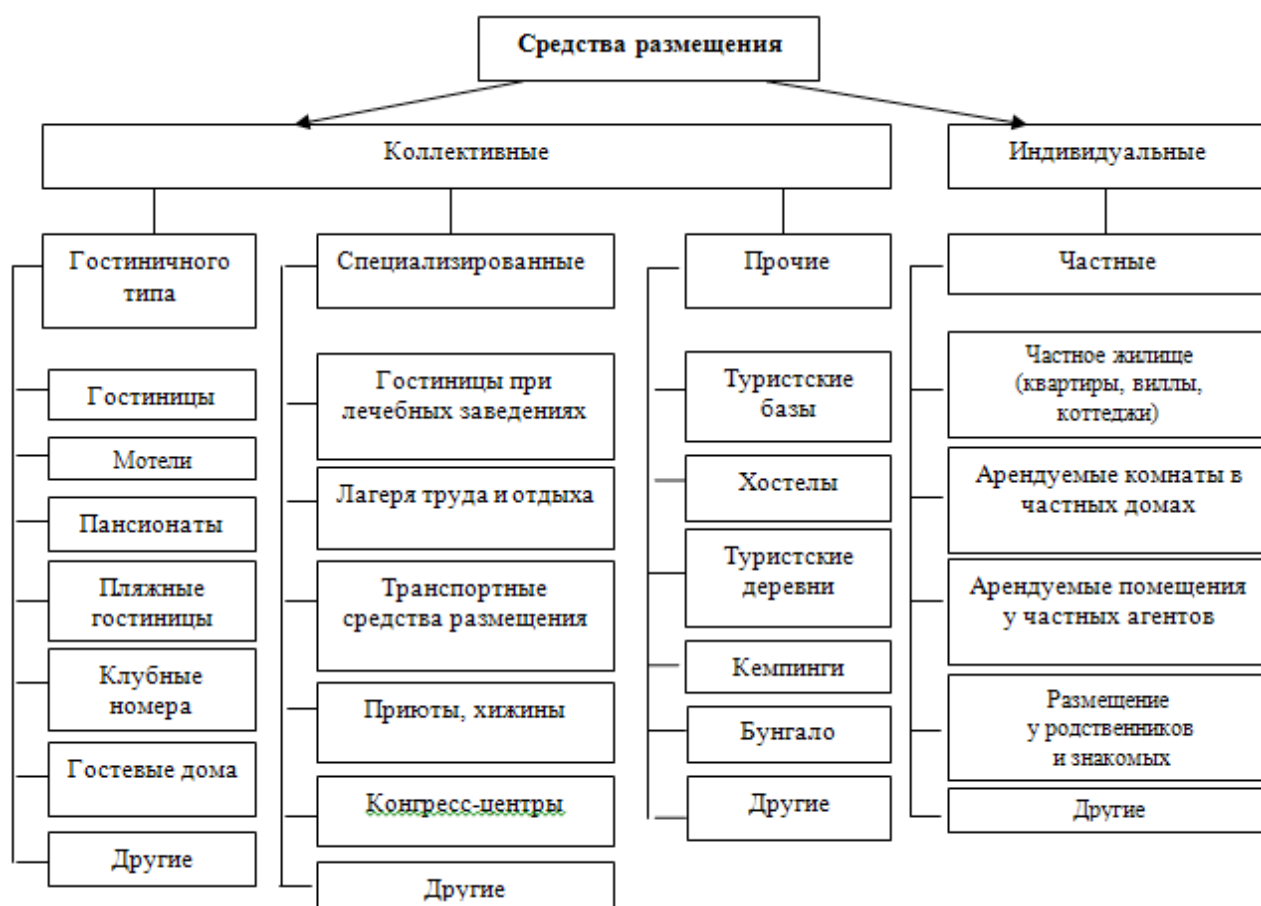 Средства размещения
Коллективные
Индивидуальные
Гостиничного
типа
Гостиницы
Мотели
Пансионаты
Пляжные
гостиницы
Клубные
номера
Гостевые дома
Другие
Специализированные
Гостиницы при
лечебных заведениях
Лагеря труда и отдыха
Транспортные
средства размещения
Приюты, хижины
Конгресс-центры
Другие
Прочие
Туристские
базы
Хостелы
Туристские
деревни
Кемпинги
Бунгало
Другие
Частные
Частное жилище
(квартиры, виллы,
коттеджи)
Арендуемые комнаты в
частных домах
Арендуемые помещения
у частных агентов
Размещение
у родственников
и знакомых
Другие